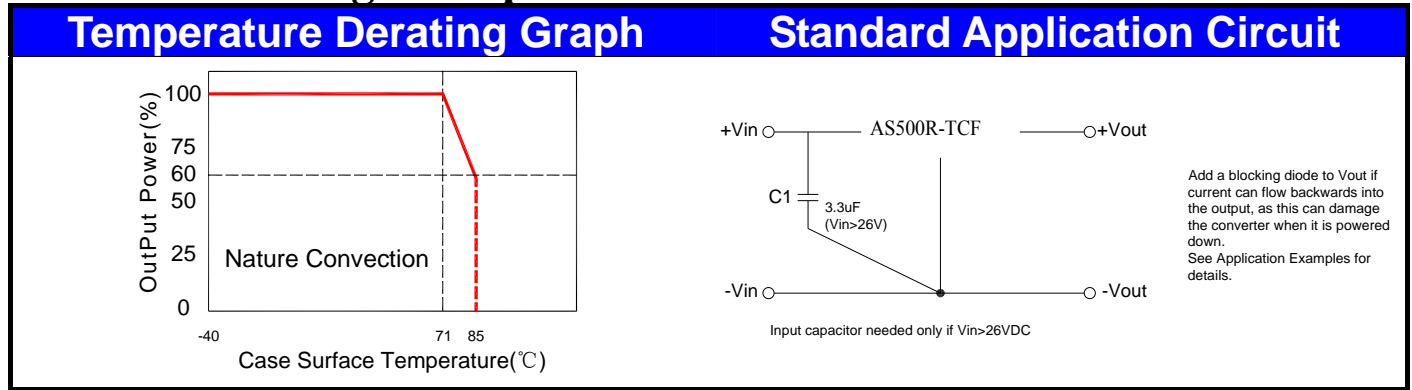 Temperature Derating Graph
OutPut Power(%)
100
75
60
50
25
0
Nature Convection
-40
71
85
Case Surface Temperature(℃)
Standard Application Circuit
+Vin
AS500R-TCF
+Vout
C1
3.3uF
(Vin>26V)
-Vin
-Vout
Input capacitor needed only if Vin>26VDC
Add a blocking diode to Vout if
current can flow backwards into
the output, as this can damage
the converter when it is powered
down.
See Application Examples for
details.